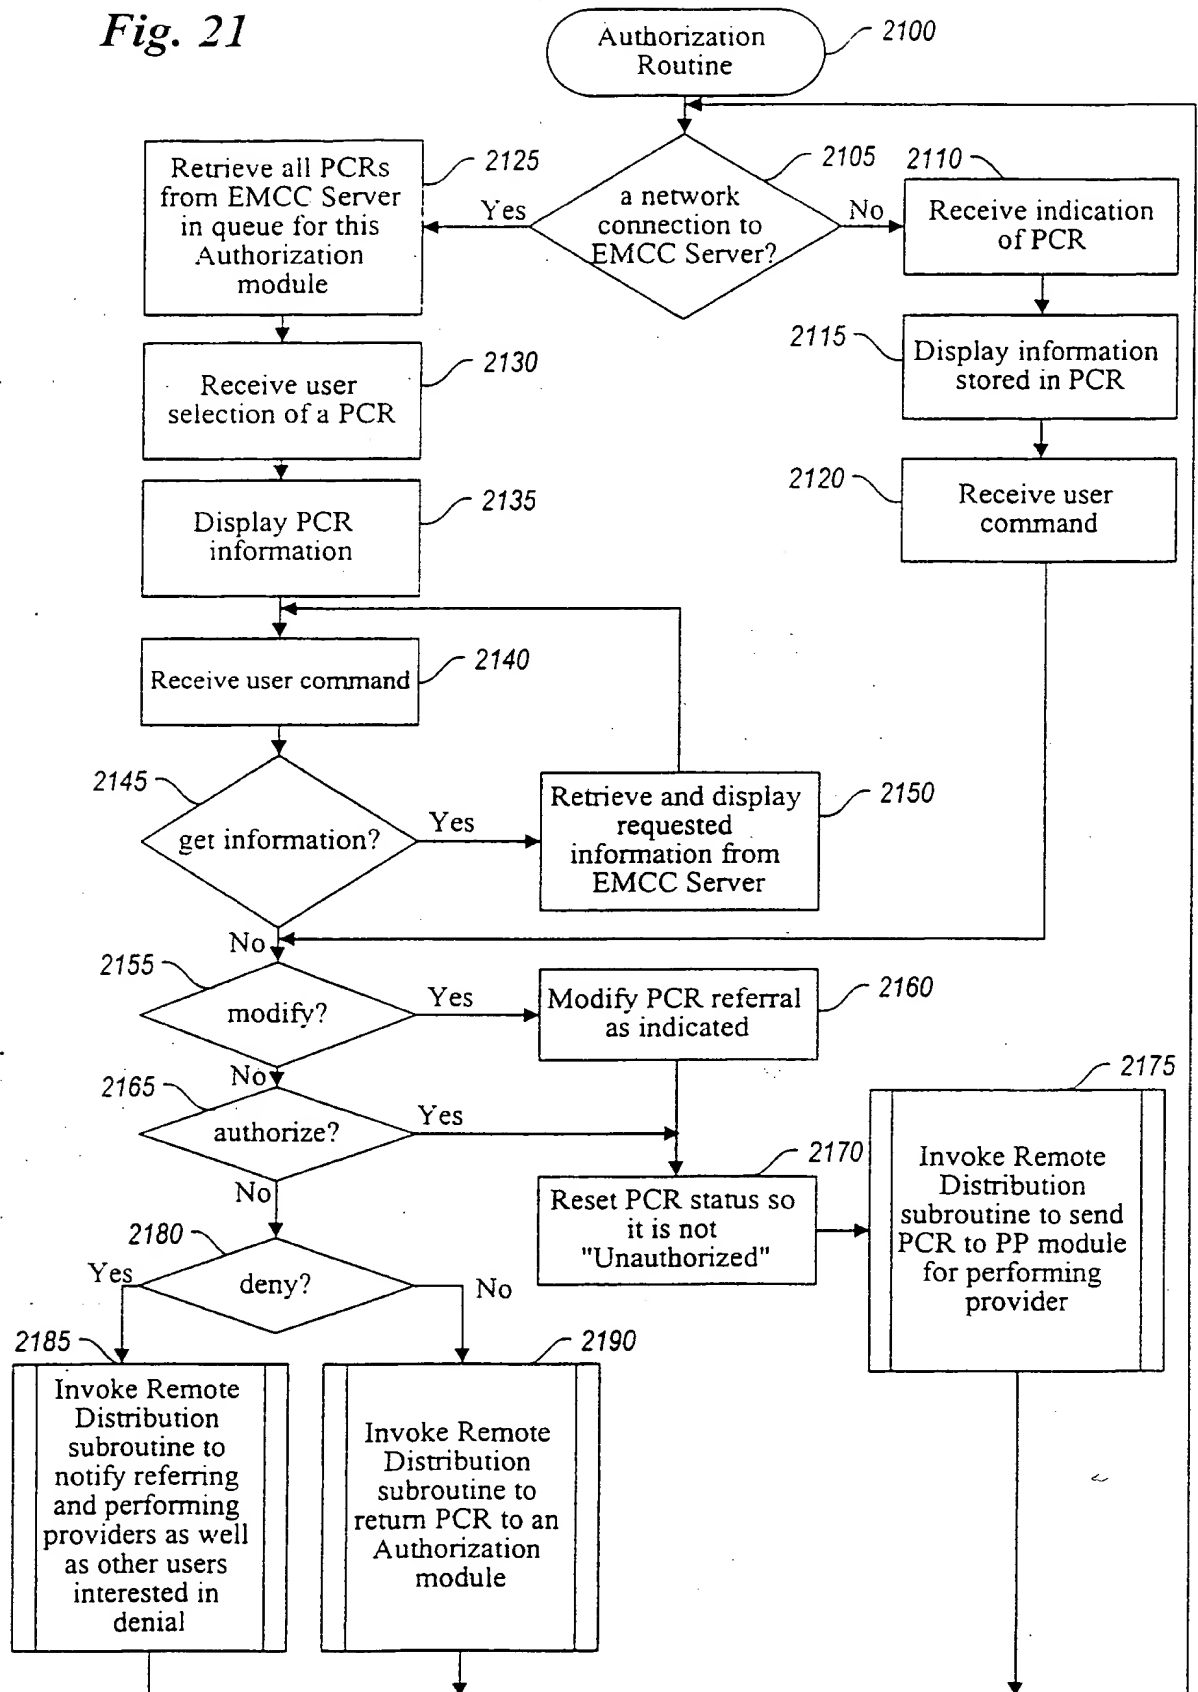 Fig. 21
Authorization
Routine
2100
Retrieve all PCRs
from EMCC Server
in queue for this
Authorization
module
2125
Yes
a network
connection to
EMCC Server?
2105
No
2110
Receive indication
of PCR
2115
Display information
stored in PCR
2130
Receive user
selection of a PCR
2120
Receive user
command
2135
Display PCR
information
2140
Receive user command
2145
get information?
Yes
Retrieve and display
requested
information from
EMCC Server
2150
No
2155
modify?
Yes
Modify PCR referral
as indicated
2160
No
2165
authorize?
Yes
2170
Reset PCR status so
it is not
"Unauthorized"
2175
Invoke Remote
Distribution
subroutine to send
PCR to PP module
for performing
provider
No
2180
Yes
deny?
No
2185
Invoke Remote
Distribution
subroutine to
notify referring
and performing
providers as well
as other users
interested in
denial
2190
Invoke Remote
Distribution
subroutine to
return PCR to an
Authorization
module